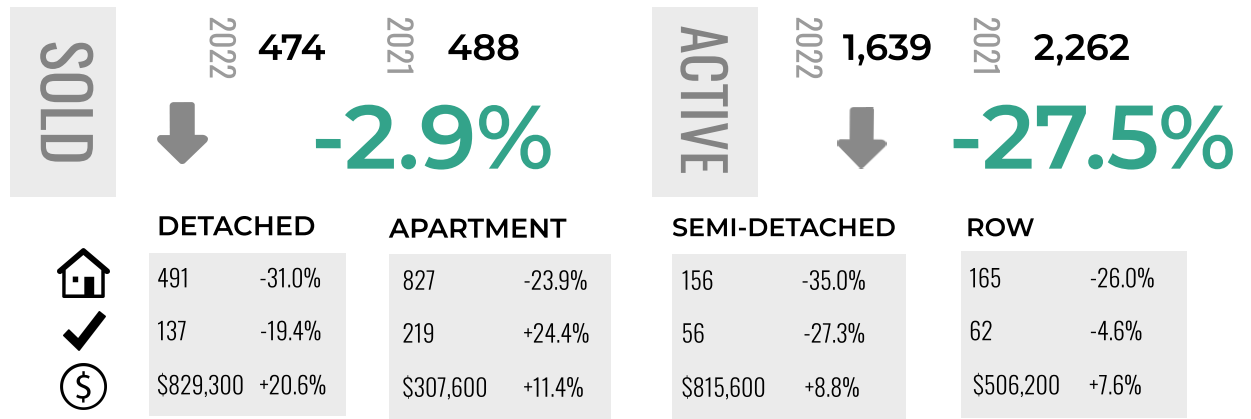 SOLD
2022 474 2021 488
-2.9%
ACTIVE
2022 1,639 2021 2,262
-27.5%
DETACHED
491 -31.0%
137 -19.4%
$829,300 +20.6%
APARTMENT
827 -23.9%
219 +24.4%
$307,600 +11.4%
SEMI-DETACHED
156 -35.0%
56 -27.3%
$815,600 +8.8%
ROW
165 -26.0%
62 -4.6%
$506,200 +7.6%
$